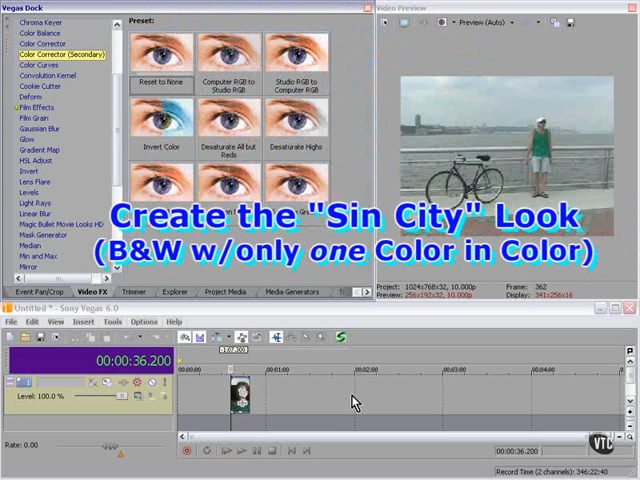 Vegas Dock
Video Preview
Chroma Keyer
Color Balance
Color Corrector
Color Corrector (Secondary)
Color Curves
Convolution Kernel
Cookie Cutter
Deform
Film Effects
Film Grain
Gaussian Blur
Glow
Gradient Map
HSL Adjust
Invert
Lens Flare
Levels
Light Rays
Linear Blur
Magic Bullet Movie Looks HD
Mask Generator
Median
Min and Max
Mirror
Preset:
Reset to None
Computer RGB to Studio RGB
Studio RGB to Computer RGB
Invert Color
Desaturate All but Reds
Desaturate Highs
Preview (Auto)
Create the "Sin City" Look
(B&W w/only one Color in Color)
Event Pan/Crop
Video FX
Trimmer
Explorer
Project Media
Media Generators
Project: 1024x768x32, 10.000p
Frame: 362
Preview: 256x192x32, 10.000p
Display: 341x256x16
Untitled * - Sony Vegas 6.0
File Edit View Insert Tools Options Help
-1:07.300
00:00:36.200
00:00:00
00:01:00
00:02:00
00:03:00
00:04:00
1
Level: 100.0 %
Rate: 0.00
00:00:36.200
VTC
Record Time (2 channels): 346:22:40